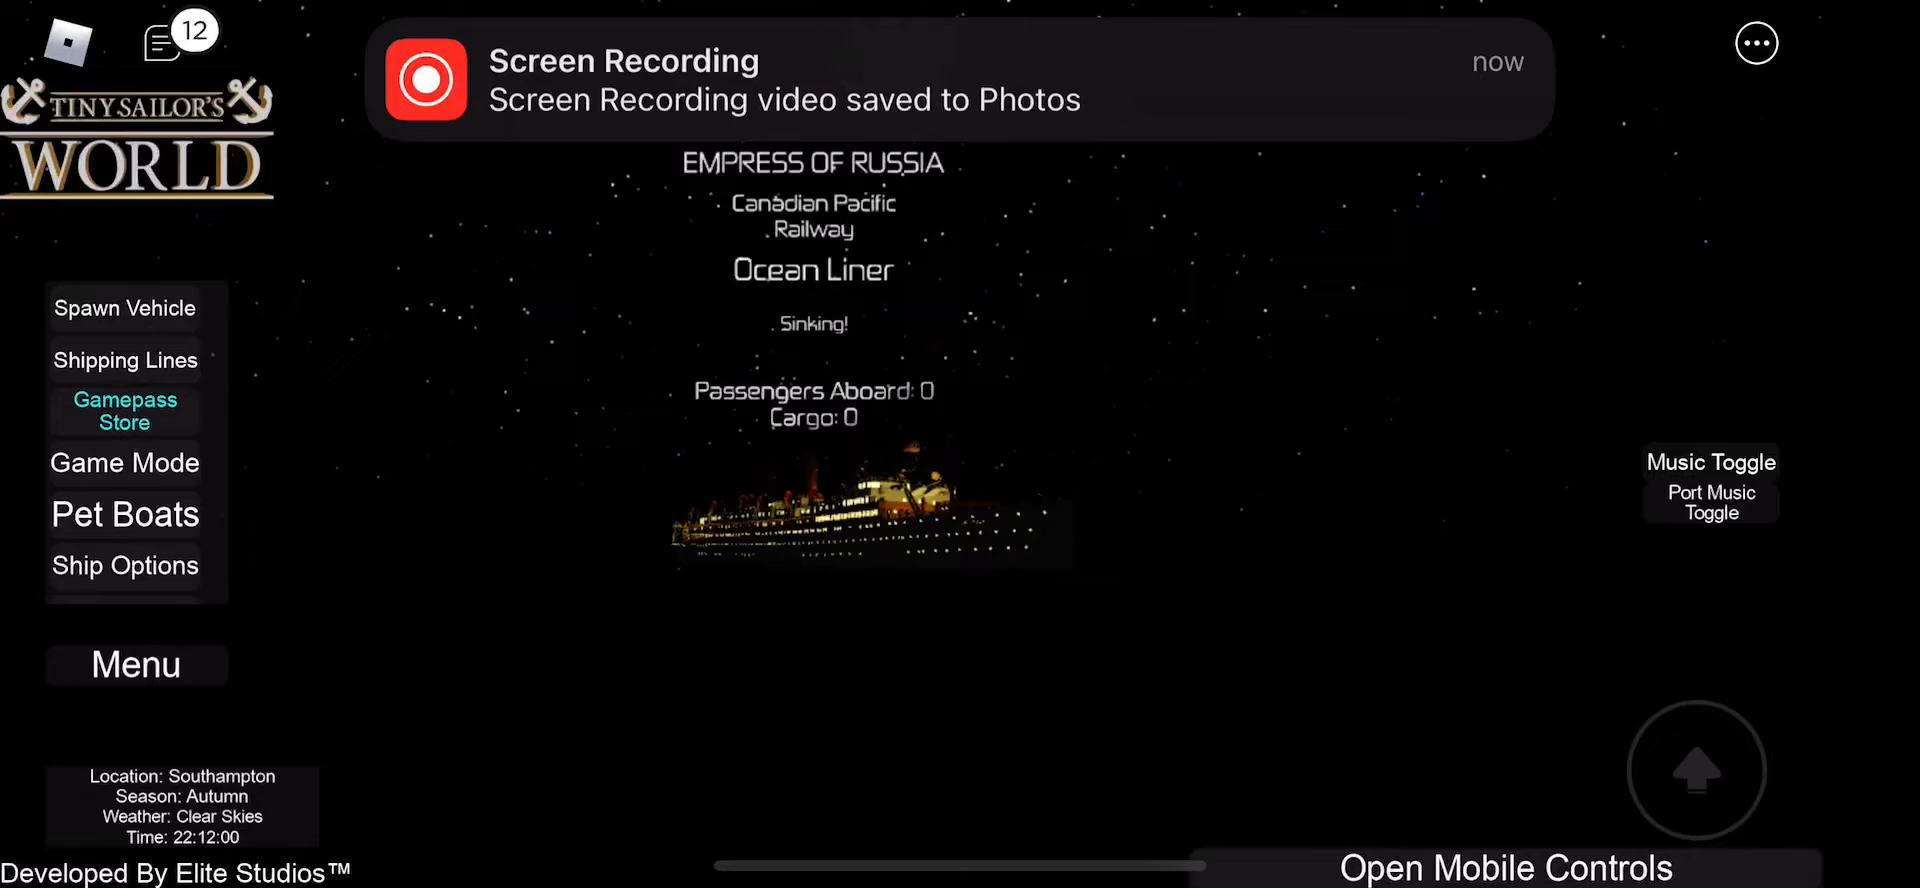 12
Screen Recording
now
Screen Recording video saved to Photos
TINY SAILOR'S
WORLD
EMPRESS OF RUSSIA
Canadian Pacific
Railway
Ocean Liner
Sinking!
Passengers Aboard: 0
Cargo: 0
Spawn Vehicle
Shipping Lines
Gamepass
Store
Game Mode
Pet Boats
Ship Options
Menu
Music Toggle
Port Music
Toggle
Location: Southampton
Season: Autumn
Weather: Clear Skies
Time: 22:12:00
Developed By Elite Studios™
Open Mobile Controls